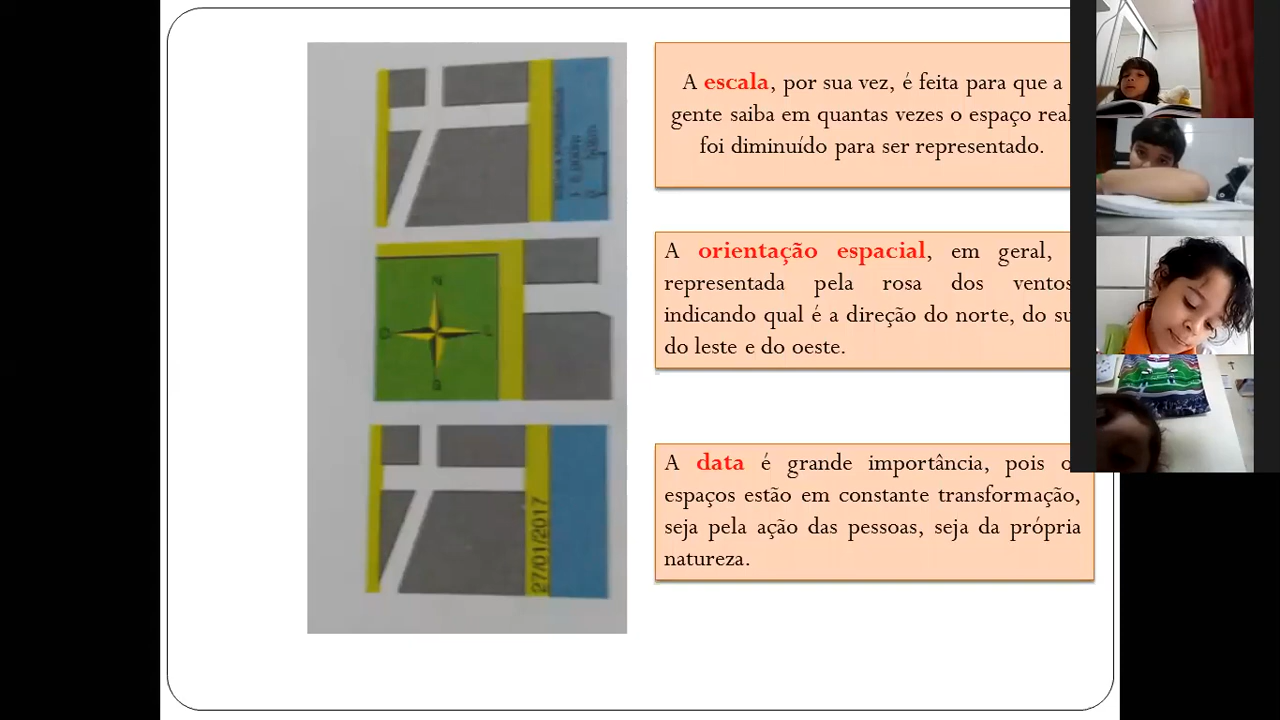 A escala, por sua vez, é feita para que a
gente saiba em quantas vezes o espaço real
foi diminuído para ser representado.
A orientação espacial, em geral,
representada pela rosa dos ventos
indicando qual é a direção do norte, do su
do leste e do oeste.
A data é grande importância, pois o
espaços estão em constante transformação,
seja pela ação das pessoas, seja da própria
natureza.
N
O
L
S
27/01/2017